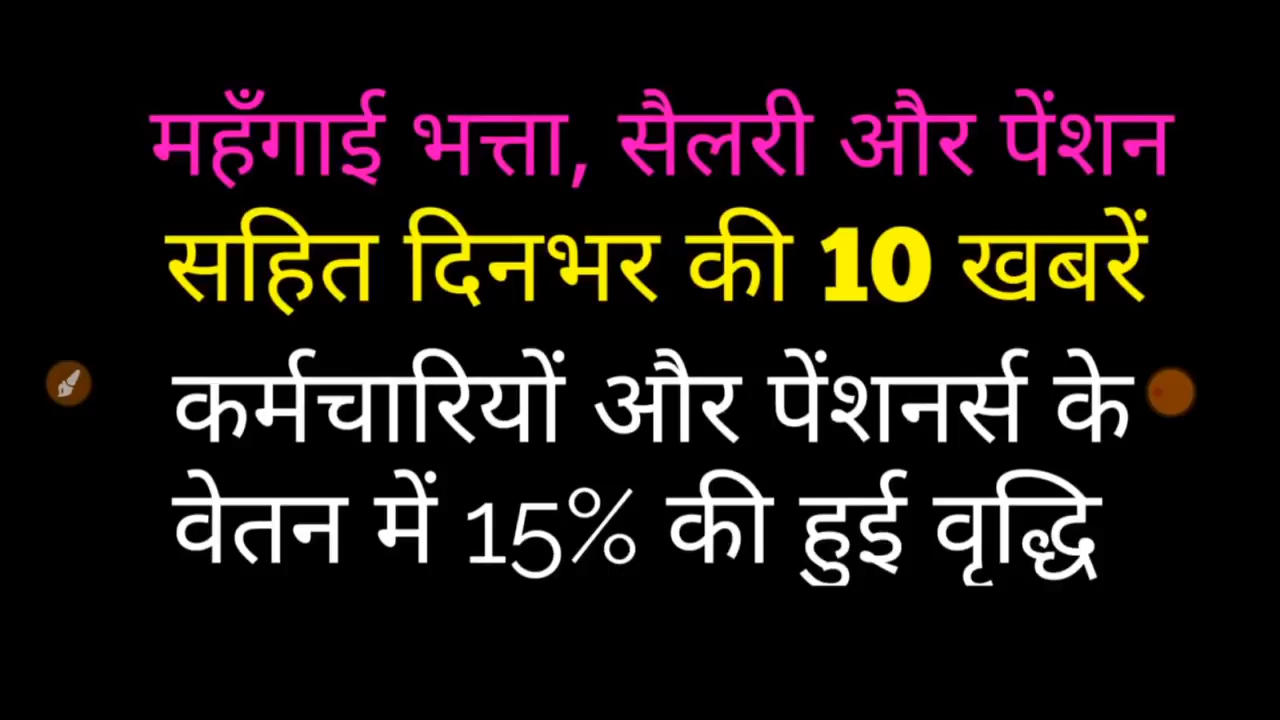 महँगाई भत्ता, सैलरी और पेंशन
सहित दिनभर की 10 खबरें
कर्मचारियों और पेंशनर्स के
वेतन में 15% की हुई वृद्धि